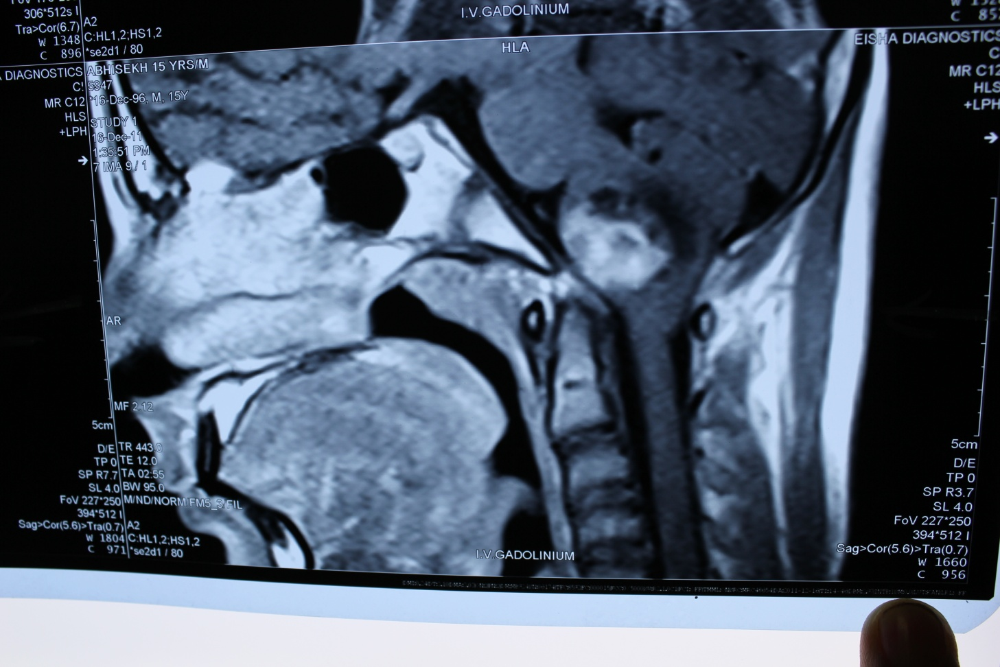 306*512s I
Tra>Cor(6.7)
W 1348
C 896
A2
C:HL1,2;HS1,2
*se2d1 / 80
I.V.GADOLINIUM
C 85
A DIAGNOSTICS
C!
MR C12
HLS
+LPH
ABHISEKH 15 YRS/M
5947
*16-Dec-96, M, 15Y
STUDY 1
16-Dec-11
1:35:51 PM
7 IMA 9 / 1
HLA
EISHA DIAGNOSTICS
C
MR C12
HLS
+LPH
AR
MF 2.12
5cm
D/E
TP 0
SP R7.7
SL 4.0
FoV 227*250
394*512 I
Sag>Cor(5.6)>Tra(0.7)
W 1804
C 971
TR 443.0
TE 12.0
TA 02:55
BW 95.0
M/ND/NORM/FM5_3/FIL
A2
C:HL1,2;HS1,2
*se2d1 / 80
I.V.GADOLINIUM
5cm
D/E
TP 0
SP R3.7
SL 4.0
FoV 227*250
394*512 I
Sag>Cor(5.6)>Tra(0.7)
W 1660
C 956